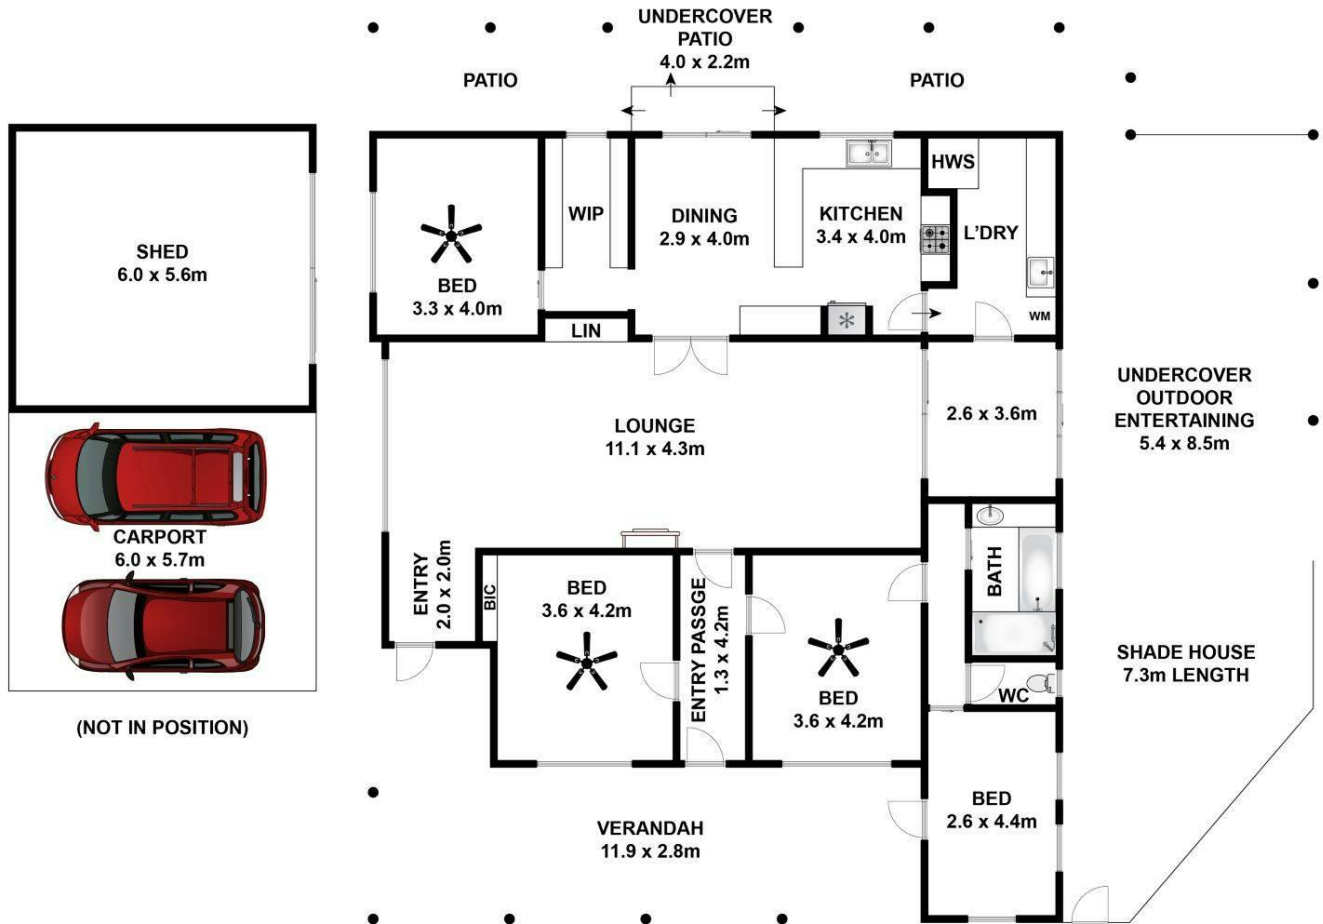 UNDERCOVER
PATIO
4.0 x 2.2m
PATIO
PATIO
SHED
6.0 x 5.6m
BED
3.3 x 4.0m
WIP
LIN
DINING
2.9 x 4.0m
KITCHEN
3.4 x 4.0m
HWS
L'DRY
WM
LOUNGE
11.1 x 4.3m
2.6 x 3.6m
UNDERCOVER
OUTDOOR
ENTERTAINING
5.4 x 8.5m
CARPORT
6.0 x 5.7m
(NOT IN POSITION)
ENTRY
2.0 x 2.0m
BIC
BED
3.6 x 4.2m
ENTRY PASSGE
1.3 x 4.2m
BED
3.6 x 4.2m
BATH
WC
SHADE HOUSE
7.3m LENGTH
BED
2.6 x 4.4m
VERANDAH
11.9 x 2.8m